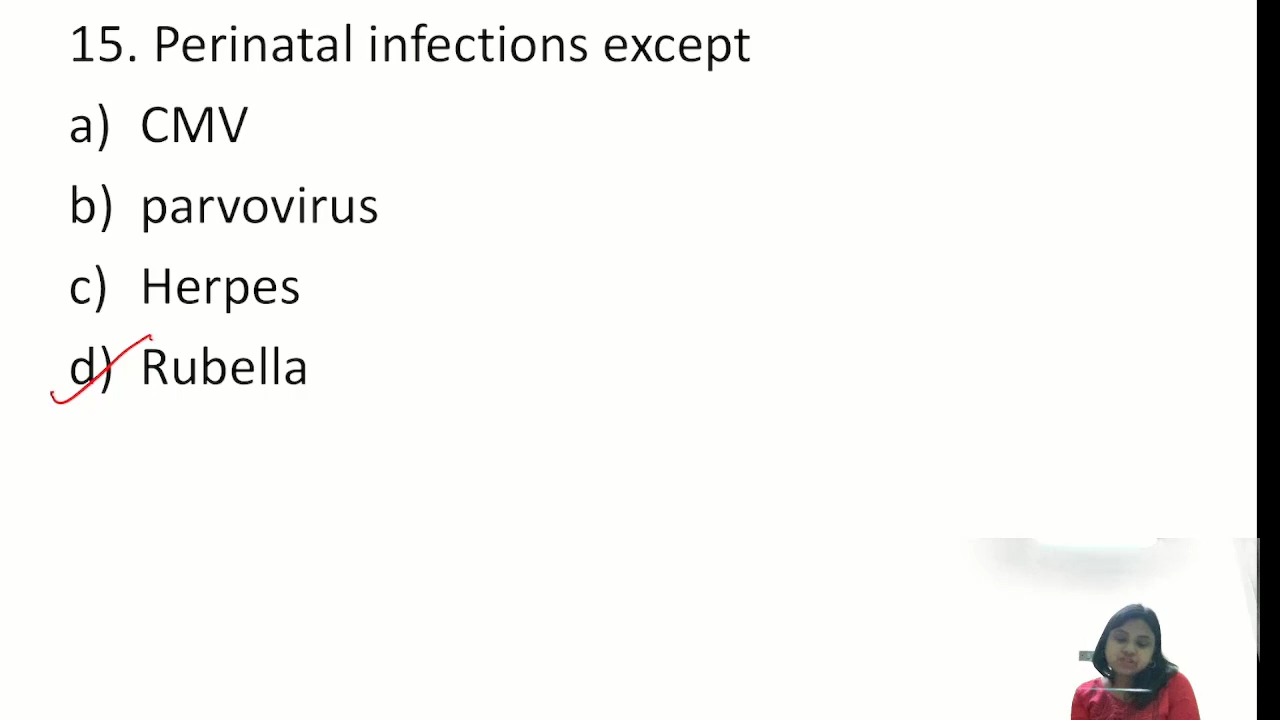 15. Perinatal infections except
a) CMV
b) parvovirus
c) Herpes
d) Rubella